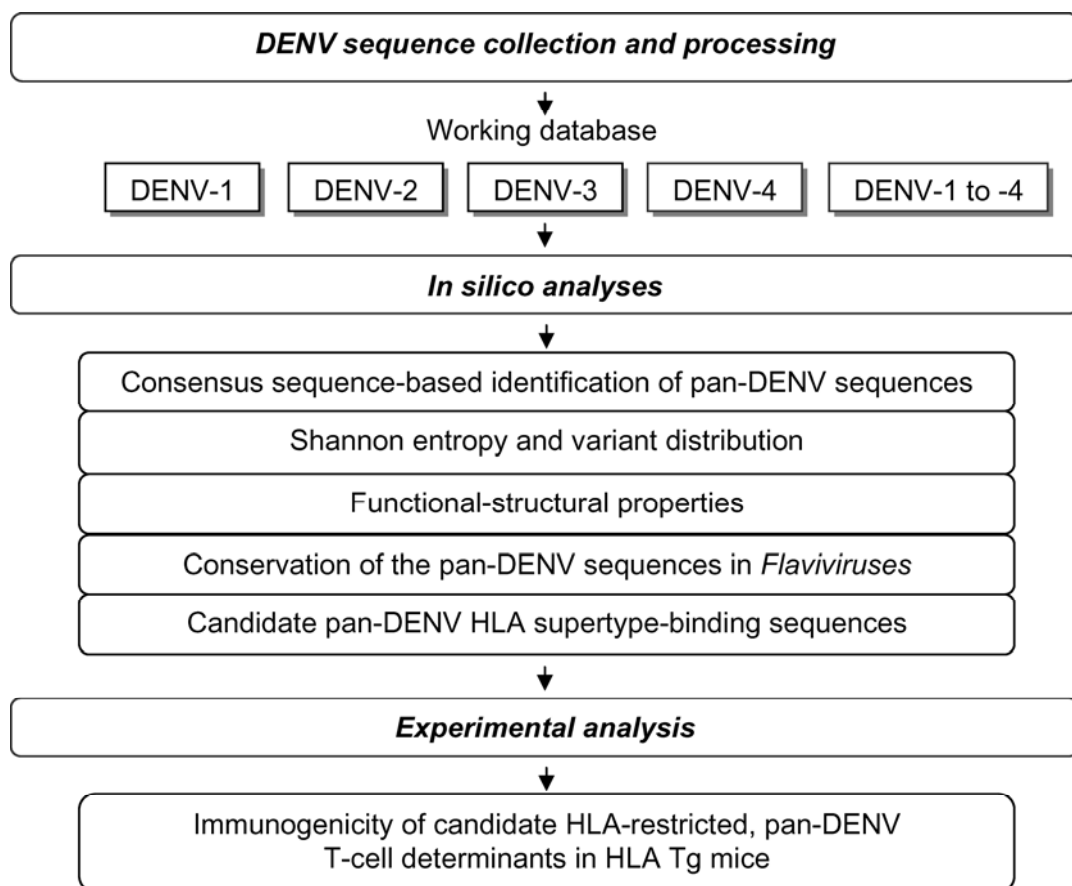 DENV sequence collection and processing
Working database
DENV-1 DENV-2 DENV-3 DENV-4 DENV-1 to -4
In silico analyses
Consensus sequence-based identification of pan-DENV sequences
Shannon entropy and variant distribution
Functional-structural properties
Conservation of the pan-DENV sequences in Flaviviruses
Candidate pan-DENV HLA supertype-binding sequences
Experimental analysis
Immunogenicity of candidate HLA-restricted, pan-DENV
T-cell determinants in HLA Tg mice